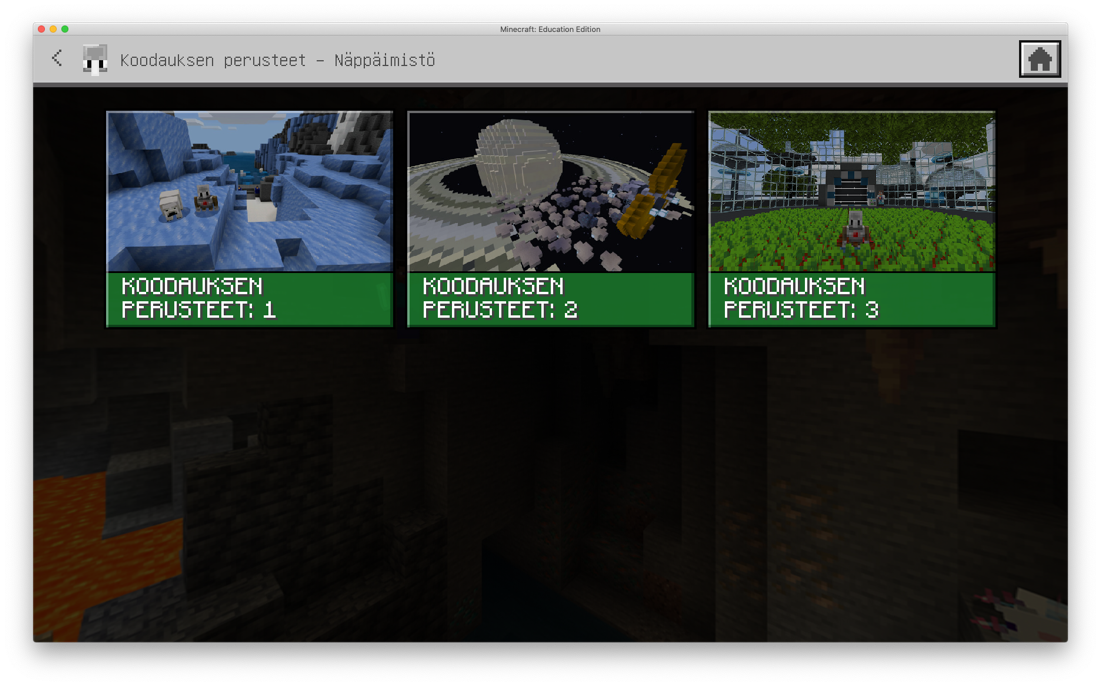 Minecraft: Education Edition
Koodauksen perusteet – Näppäimistö
KOODAUKSEN
PERUSTEET: 1
KOODAUKSEN
PERUSTEET: 2
KOODAUKSEN
PERUSTEET: 3